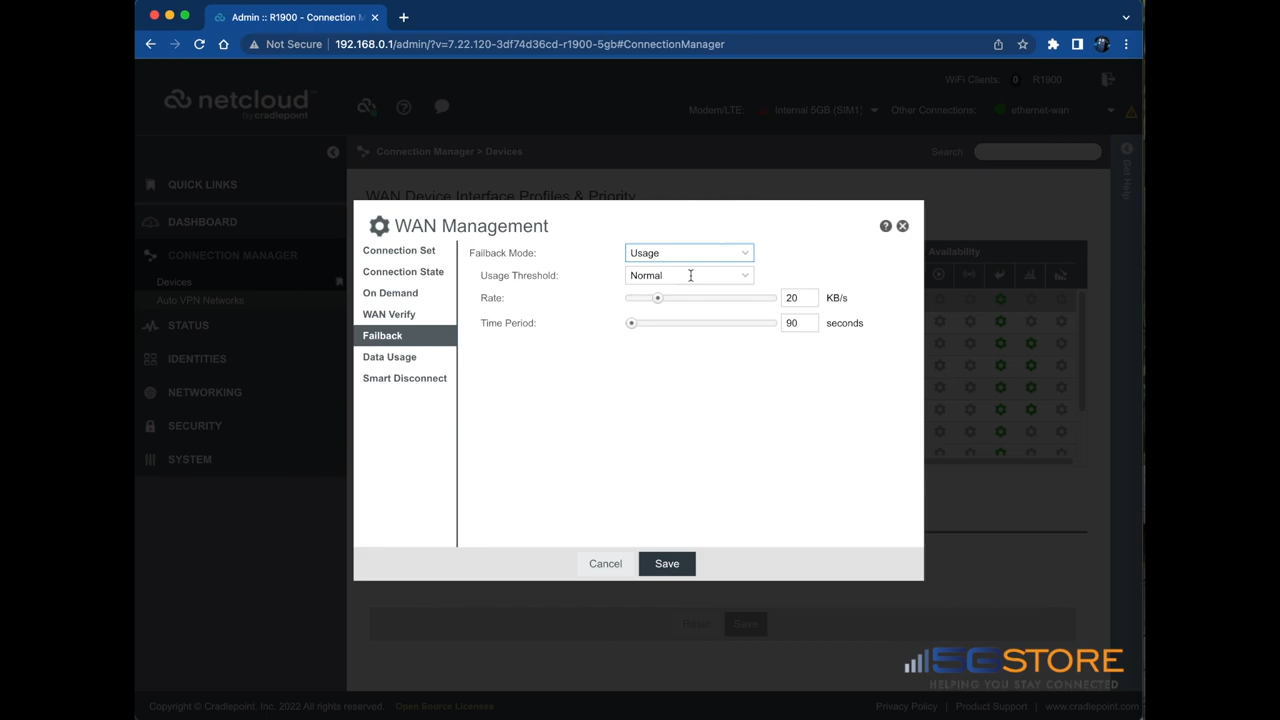 Admin :: R1900 - Connection M
Not Secure
192.168.0.1/admin/?v=7.22.120-3df74d36cd-r1900-5gb#ConnectionManager
WiFi Clients: 0 R1900
netcloud
by cradlepoint
Modem/LTE: Internal 5GB (SIM1) Other Connections: ethernet-wan
Connection Manager > Devices
Search
Get Help
QUICK LINKS
DASHBOARD
CONNECTION MANAGER
Devices
Auto VPN Networks
STATUS
IDENTITIES
NETWORKING
SECURITY
SYSTEM
WAN Device Interface Profiles & Priority
Availability
WAN Management
Connection Set
Connection State
On Demand
WAN Verify
Failback
Data Usage
Smart Disconnect
Failback Mode: Usage
Usage Threshold: Normal
Rate: 20 KB/s
Time Period: 90 seconds
Cancel Save
Reset Save
5GSTORE
HELPING YOU STAY CONNECTED
Copyright © Cradlepoint, Inc. 2022 All rights reserved. Open Source Licenses
Privacy Policy | Product Support | www.cradlepoint.com